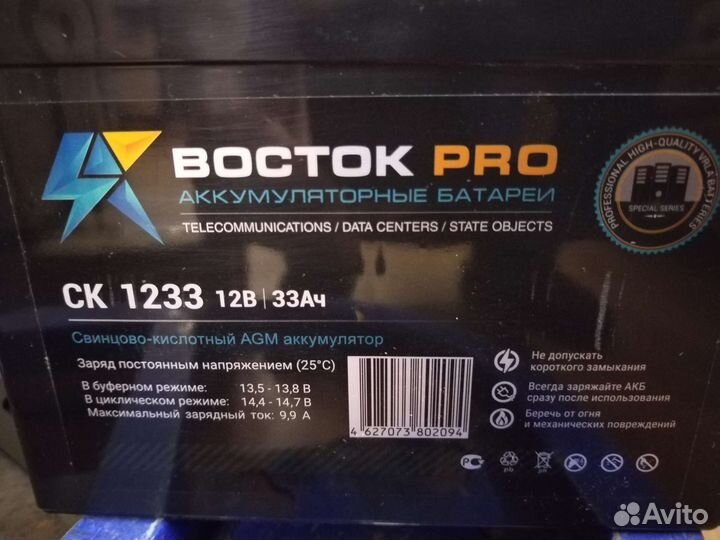 ВОСТОК PRO
АККУМУЛЯТОРНЫЕ БАТАРЕИ
TELECOMMUNICATIONS / DATA CENTERS / STATE OBJECTS
PROFESSIONAL HIGH-QUALITY VRLA BATTERIES
SPECIAL SERIES
СК 1233 12В | 33Ач
Свинцово-кислотный AGM аккумулятор
Заряд постоянным напряжением (25°C)
В буферном режиме: 13,5 - 13,8 В
В циклическом режиме: 14,4 - 14,7 В
Максимальный зарядный ток: 9,9 А
4 627073 802094
Не допускать
короткого замыкания
Всегда заряжайте АКБ
сразу после использования
Беречь от огня
и механических повреждений
Pb
Avito